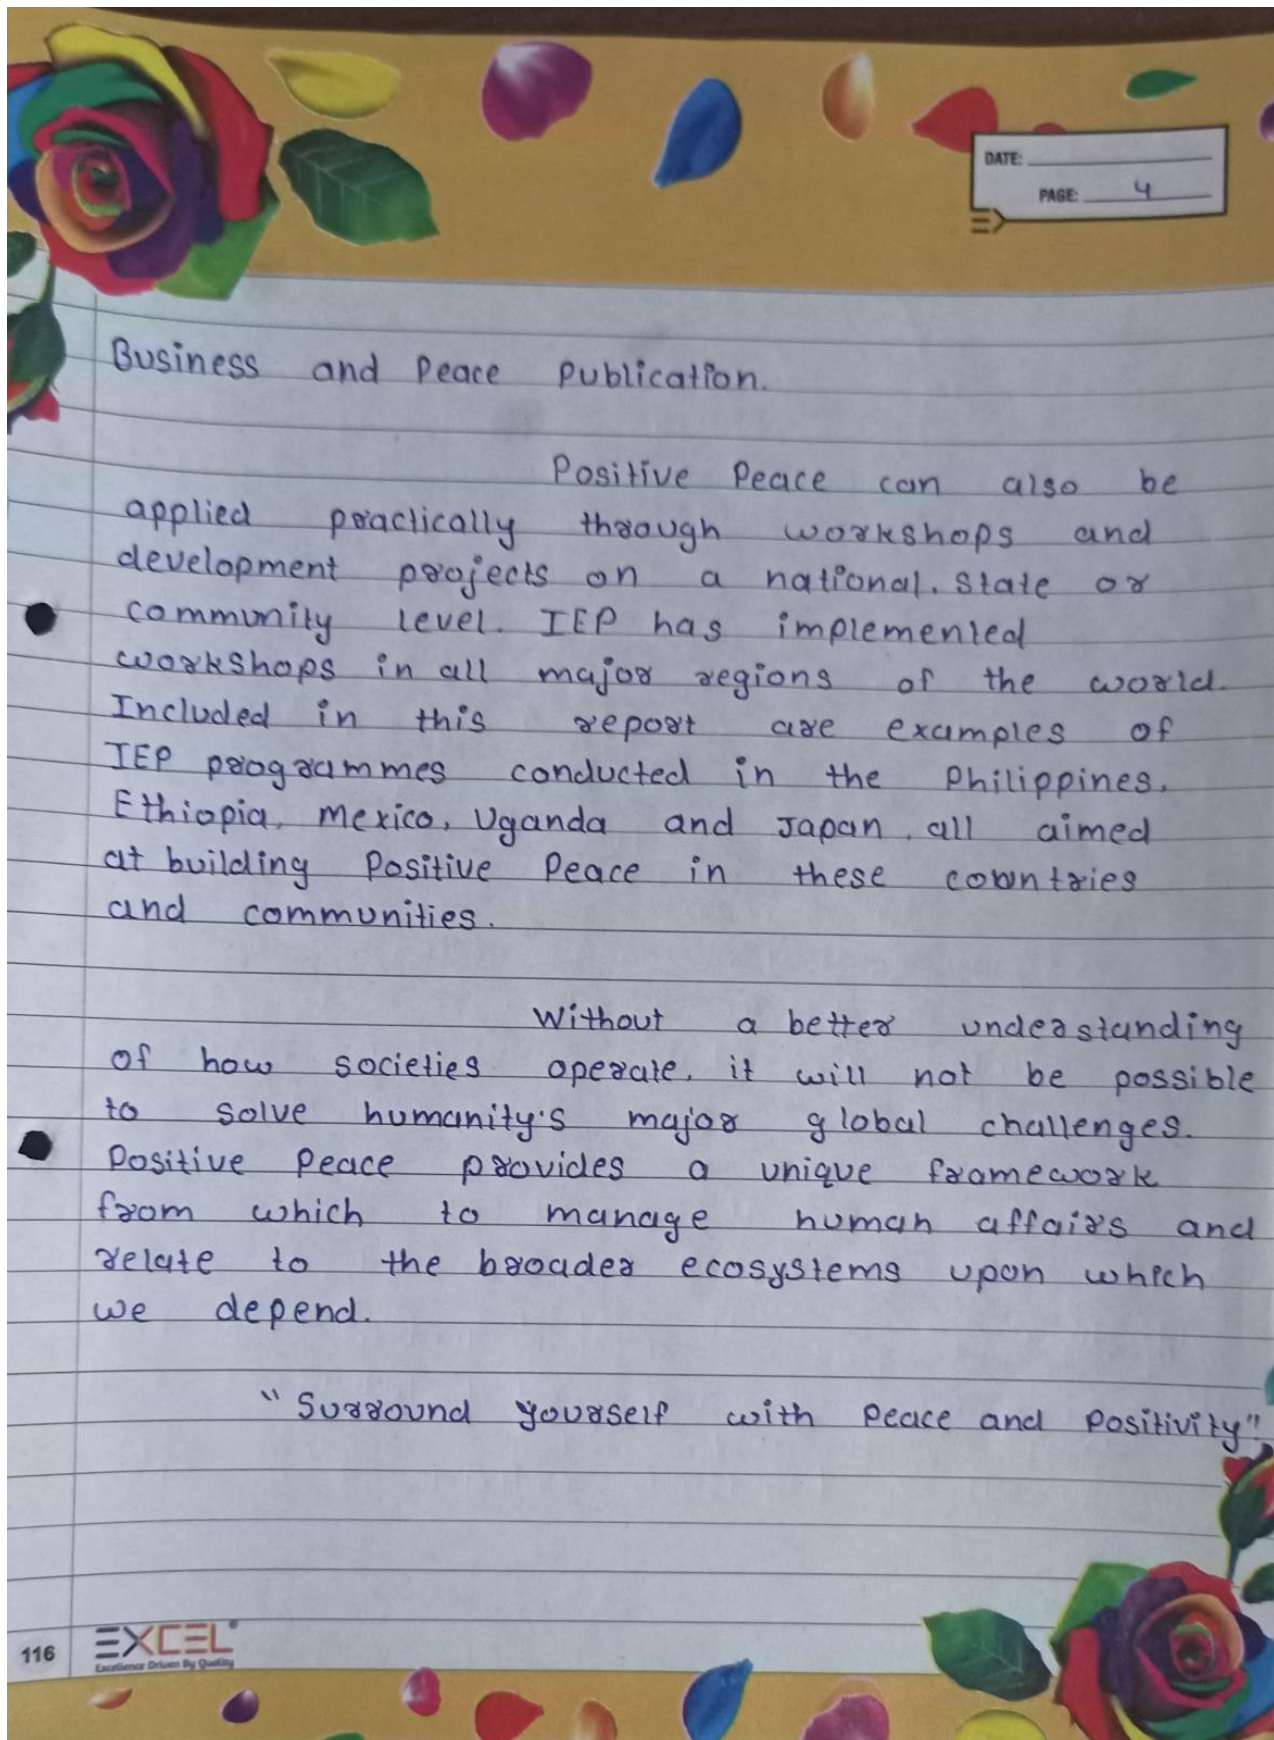 DATE:
PAGE: 4
Business and Peace Publication.
Positive Peace can also be
applied practically through workshops and
development projects on a national. state or
community level. IEP has implemented
workshops in all major regions of the world.
Included in this report are examples of
IEP programmes conducted in the Philippines,
Ethiopia, Mexico, Uganda and Japan, all aimed
at building Positive Peace in these countries
and communities.
Without a better understanding
of how societies operate, it will not be possible
to solve humanity's major global challenges.
Positive Peace provides a unique framework
from which to manage human affairs and
relate to the broader ecosystems upon which
we depend.
"Surround yourself with Peace and Positivity"
116
EXCEL
Excellence Driven By Quality